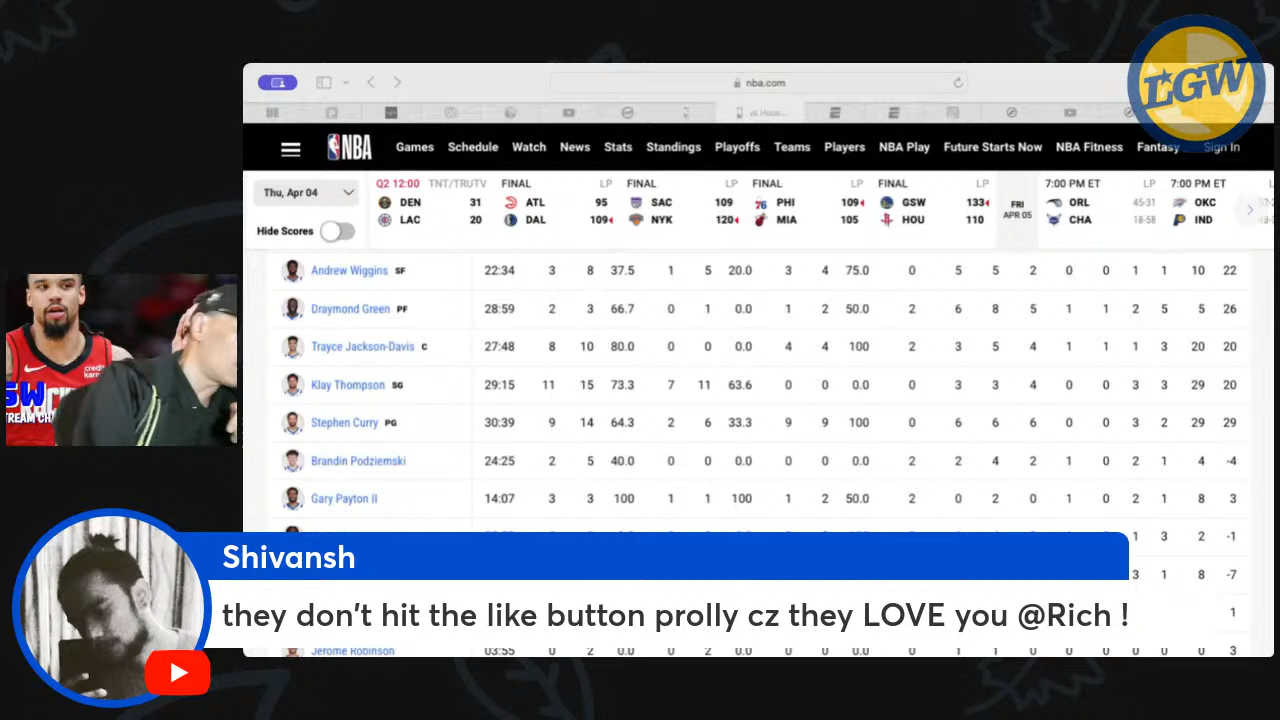 LGW
nba.com
vs Hous...
NBA Games Schedule Watch News Stats Standings Playoffs Teams Players NBA Play Future Starts Now NBA Fitness Fantasy Sign In
Thu, Apr 04
Hide Scores
Q2 12:00 TNT/TRUTV
DEN 31
LAC 20
FINAL LP
ATL 95
DAL 109
FINAL LP
SAC 109
NYK 120
FINAL LP
PHI 109
MIA 105
FINAL LP
GSW 133
HOU 110
FRI
APR 05
7:00 PM ET LP
ORL 45-31
CHA 18-58
7:00 PM ET
OKC
IND
Andrew Wiggins SF 22:34 3 8 37.5 1 5 20.0 3 4 75.0 0 5 5 2 0 0 1 1 10 22
Draymond Green PF 28:59 2 3 66.7 0 1 0.0 1 2 50.0 2 6 8 5 1 1 2 5 5 26
Trayce Jackson-Davis C 27:48 8 10 80.0 0 0 0.0 4 4 100 2 3 5 4 1 1 1 3 20 20
Klay Thompson SG 29:15 11 15 73.3 7 11 63.6 0 0 0.0 0 3 3 4 0 0 3 3 29 20
Stephen Curry PG 30:39 9 14 64.3 2 6 33.3 9 9 100 0 6 6 6 0 0 3 2 29 29
Brandin Podziemski 24:25 2 5 40.0 0 0 0.0 0 0 0.0 2 2 4 2 1 0 2 1 4 -4
Gary Payton II 14:07 3 3 100 1 1 100 1 2 50.0 2 0 2 0 1 0 1 1 8 3
1 3 2 -1
3 1 8 -7
1
Jerome Robinson 03:55 0 2 0.0 0 2 0.0 0 0 0.0 0 1 1 0 0 0 0 0 0 3
credit
karma
Shivansh
they don't hit the like button prolly cz they LOVE you @Rich !